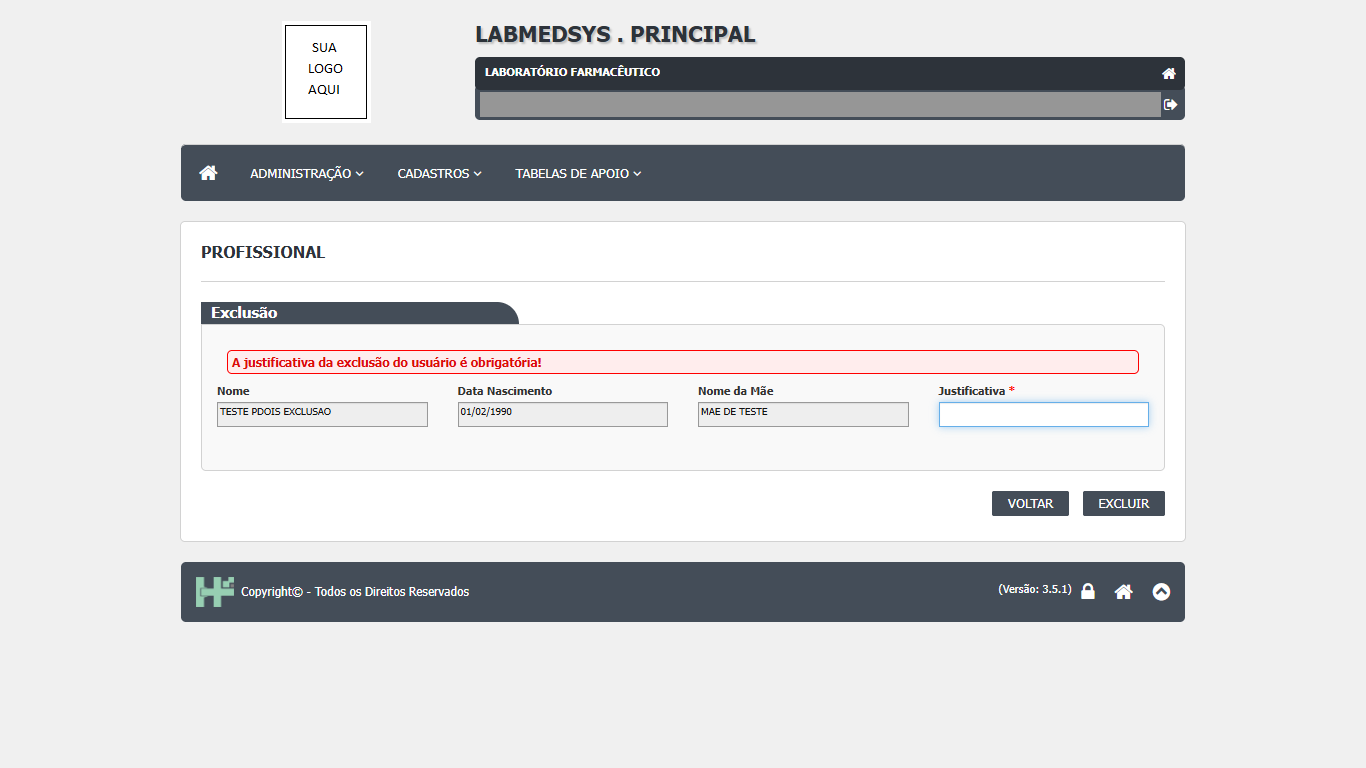 SUA
LOGO
AQUI
LABMEDSYS . PRINCIPAL
LABORATÓRIO FARMACÊUTICO
ADMINISTRAÇÃO CADASTROS TABELAS DE APOIO
PROFISSIONAL
Exclusão
A justificativa da exclusão do usuário é obrigatória!
Nome Data Nascimento Nome da Mãe Justificativa *
TESTE PDOIS EXCLUSAO 01/02/1990 MAE DE TESTE
VOLTAR EXCLUIR
Copyright© - Todos os Direitos Reservados (Versão: 3.5.1)